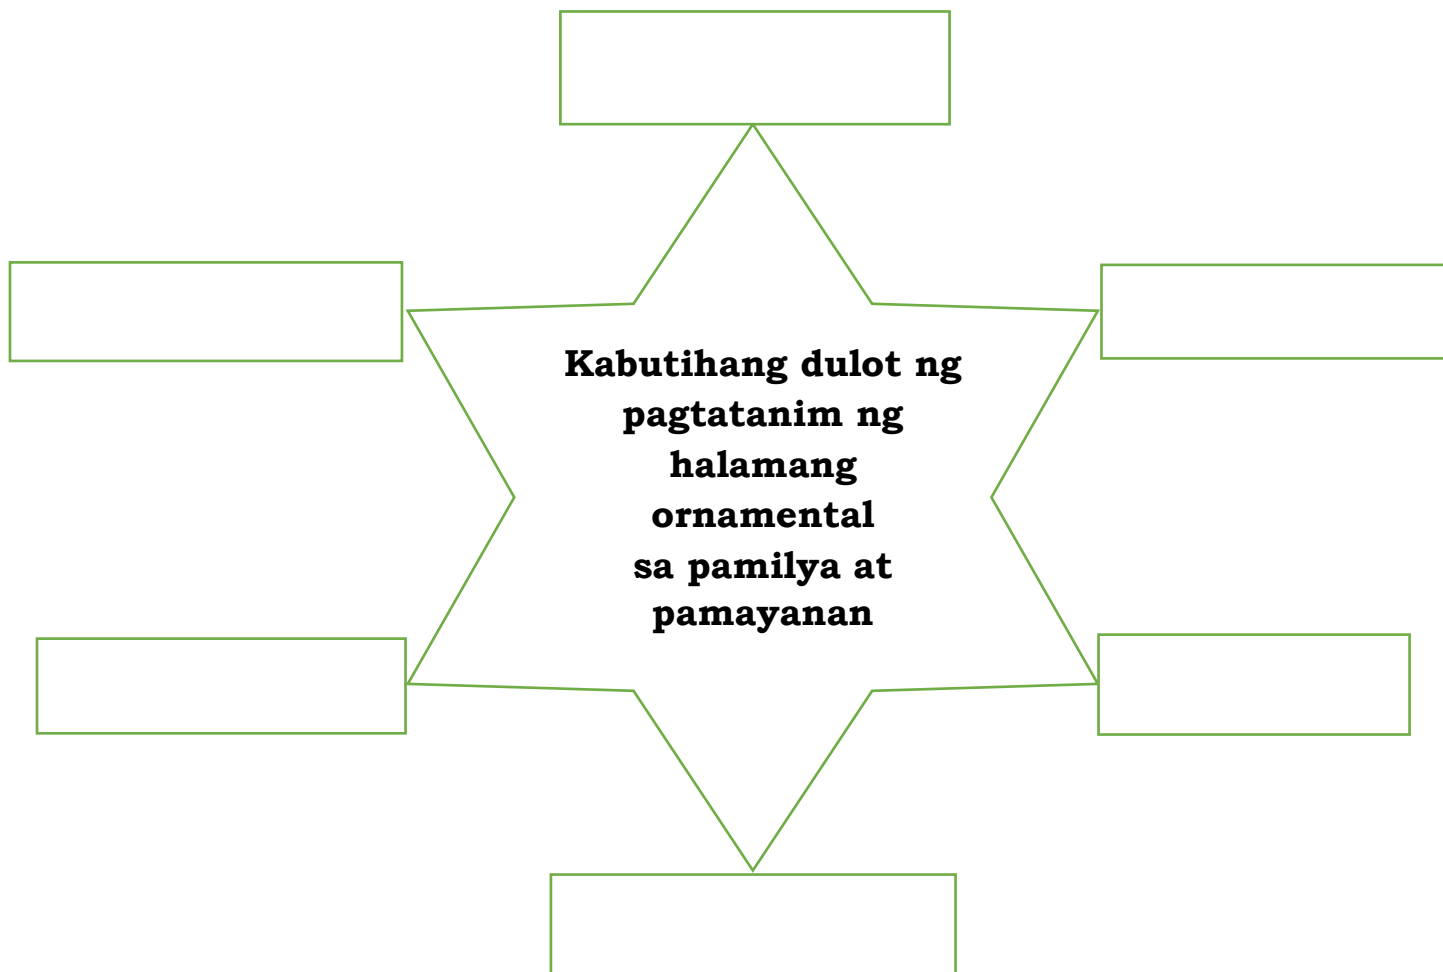 Kabutihang dulot ng
pagtatanim ng
halamang
ornamental
sa pamilya at
pamayanan